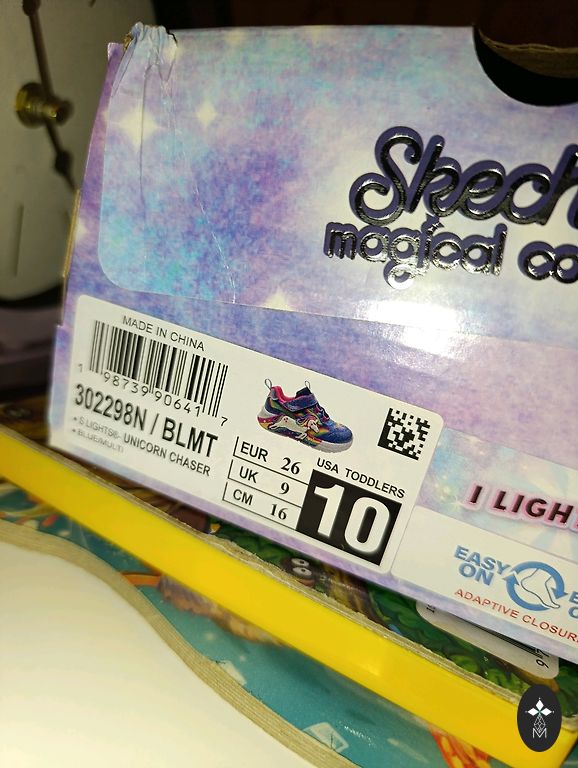 Skech
magical co
MADE IN CHINA
1 98739 90641 7
302298N / BLMT
• S LIGHTS®- UNICORN CHASER
• BLUE/MULTI
EUR 26
UK 9
CM 16
USA TODDLERS
10
I LIGH
EASY
ON
ADAPTIVE CLOSUR
M